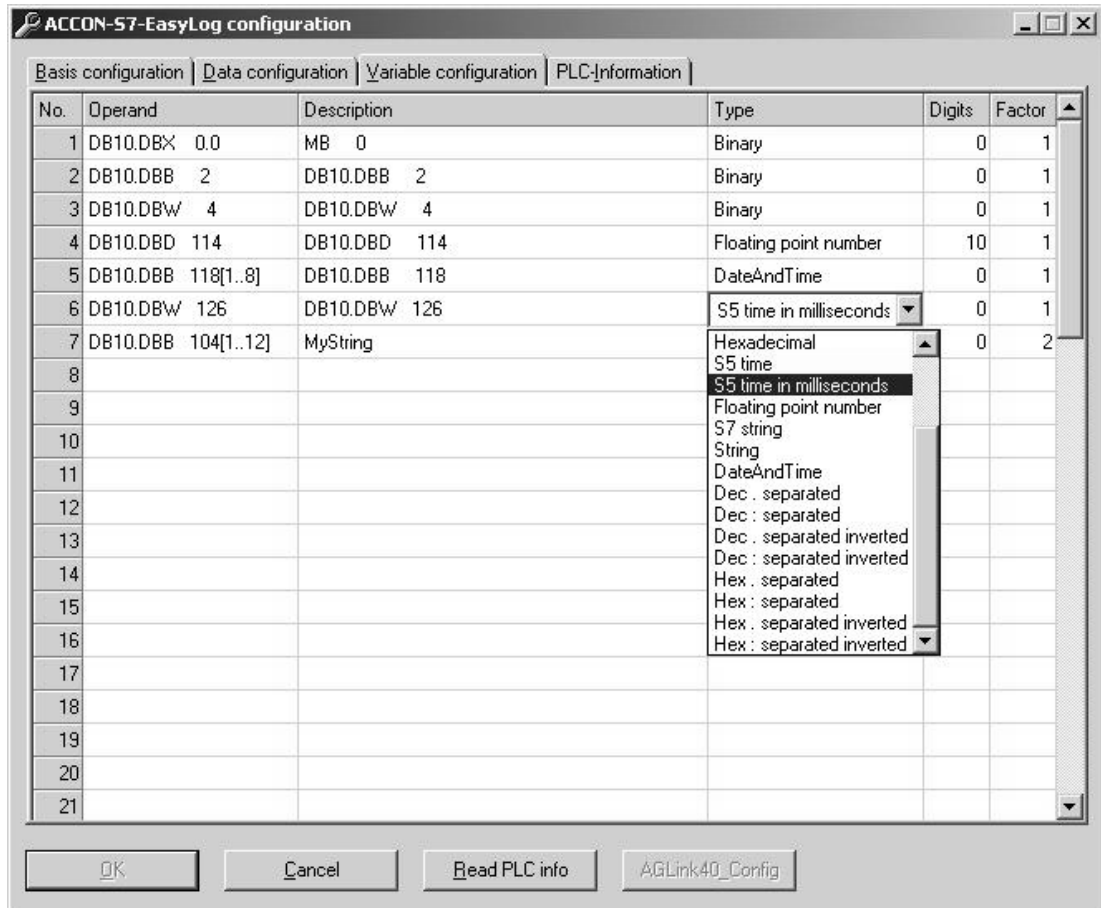 ACCON-S7-EasyLog configuration
Basis configuration Data configuration Variable configuration PLC-Information
No. Operand Description Type Digits Factor
1 DB10.DBX 0.0 MB 0 Binary 0 1
2 DB10.DBB 2 DB10.DBB 2 Binary 0 1
3 DB10.DBW 4 DB10.DBW 4 Binary 0 1
4 DB10.DBD 114 DB10.DBD 114 Floating point number 10 1
5 DB10.DBB 118[1..8] DB10.DBB 118 DateAndTime 0 1
6 DB10.DBW 126 DB10.DBW 126 S5 time in milliseconds 0 1
7 DB10.DBB 104[1..12] MyString 0 2
Hexadecimal
S5 time
S5 time in milliseconds
Floating point number
S7 string
String
DateAndTime
Dec . separated
Dec : separated
Dec . separated inverted
Dec : separated inverted
Hex . separated
Hex : separated
Hex . separated inverted
Hex : separated inverted
8
9
10
11
12
13
14
15
16
17
18
19
20
21
OK Cancel Read PLC info AGLink40_Config